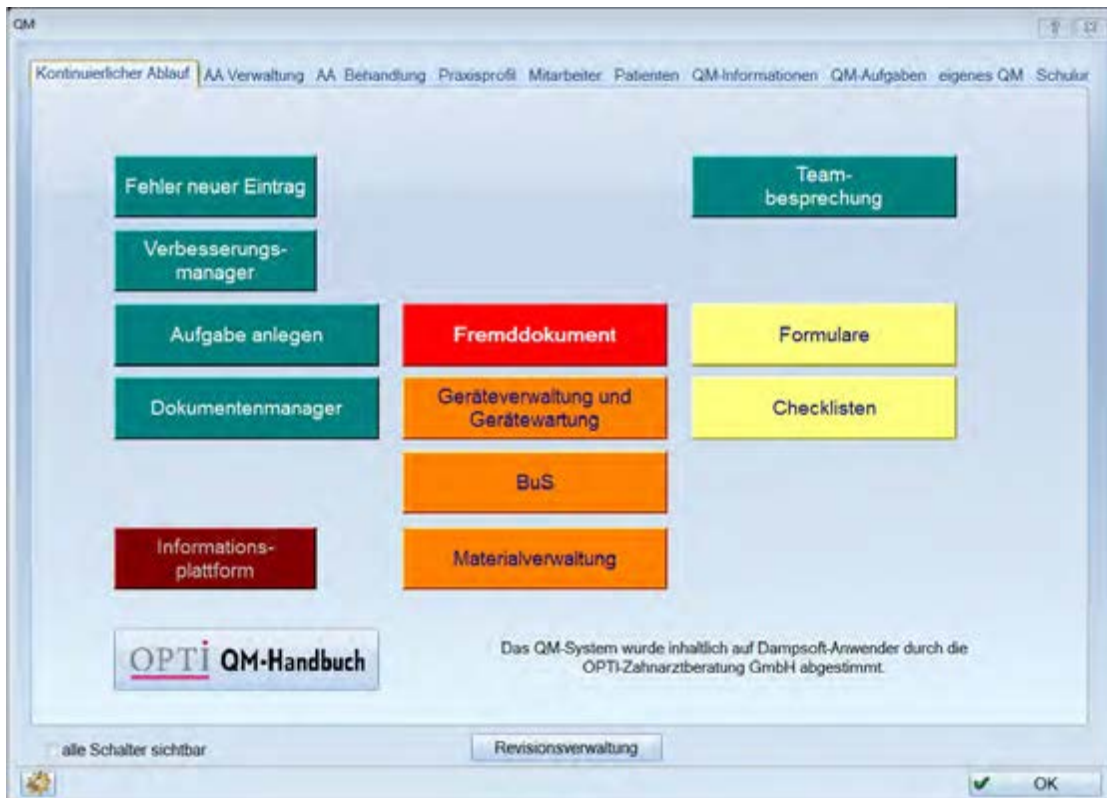 QM
Kontinuierlicher Ablauf AA Verwaltung AA Behandlung Praxisprofil Mitarbeiter Patienten QM-Informationen QM-Aufgaben eigenes QM Schulur
Fehler neuer Eintrag
Team-
besprechung
Verbesserungs-
manager
Aufgabe anlegen
Fremddokument
Formulare
Dokumentenmanager
Geräteverwaltung und
Gerätewartung
Checklisten
BuS
Informations-
plattform
Materialverwaltung
OPTi QM-Handbuch
Das QM-System wurde inhaltlich auf Dampsoft-Anwender durch die
OPTI-Zahnarztberatung GmbH abgestimmt.
alle Schalter sichtbar
Revisionsverwaltung
OK